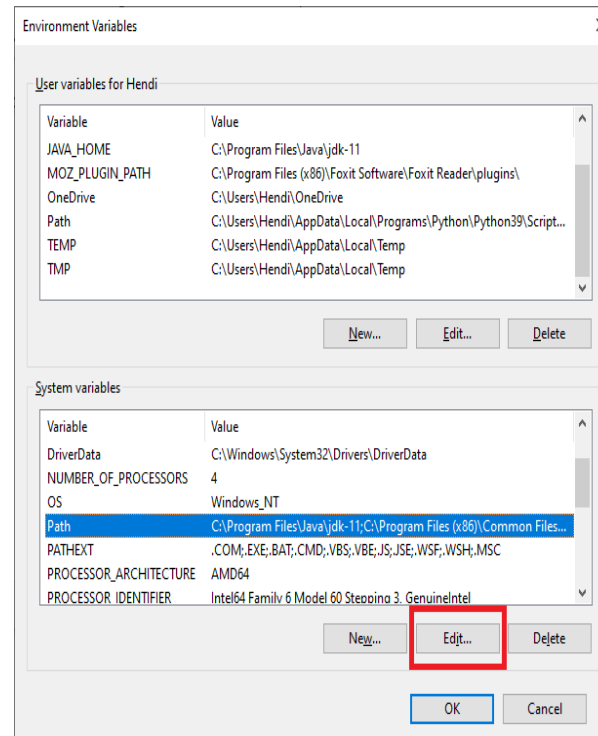 Environment Variables
User variables for Hendi
Variable Value
JAVA_HOME C:\Program Files\Java\jdk-11
MOZ_PLUGIN_PATH C:\Program Files (x86)\Foxit Software\Foxit Reader\plugins\
OneDrive C:\Users\Hendi\OneDrive
Path C:\Users\Hendi\AppData\Local\Programs\Python\Python39\Script...
TEMP C:\Users\Hendi\AppData\Local\Temp
TMP C:\Users\Hendi\AppData\Local\Temp
New... Edit... Delete
System variables
Variable Value
DriverData C:\Windows\System32\Drivers\DriverData
NUMBER_OF_PROCESSORS 4
OS Windows_NT
Path C:\Program Files\Java\jdk-11;C:\Program Files (x86)\Common Files...
PATHEXT .COM;.EXE;.BAT;.CMD;.VBS;.VBE;.JS;.JSE;.WSF;.WSH;.MSC
PROCESSOR_ARCHITECTURE AMD64
PROCESSOR_IDENTIFIER Intel64 Family 6 Model 60 Stepping 3, GenuineIntel
New... Edit... Delete
OK Cancel